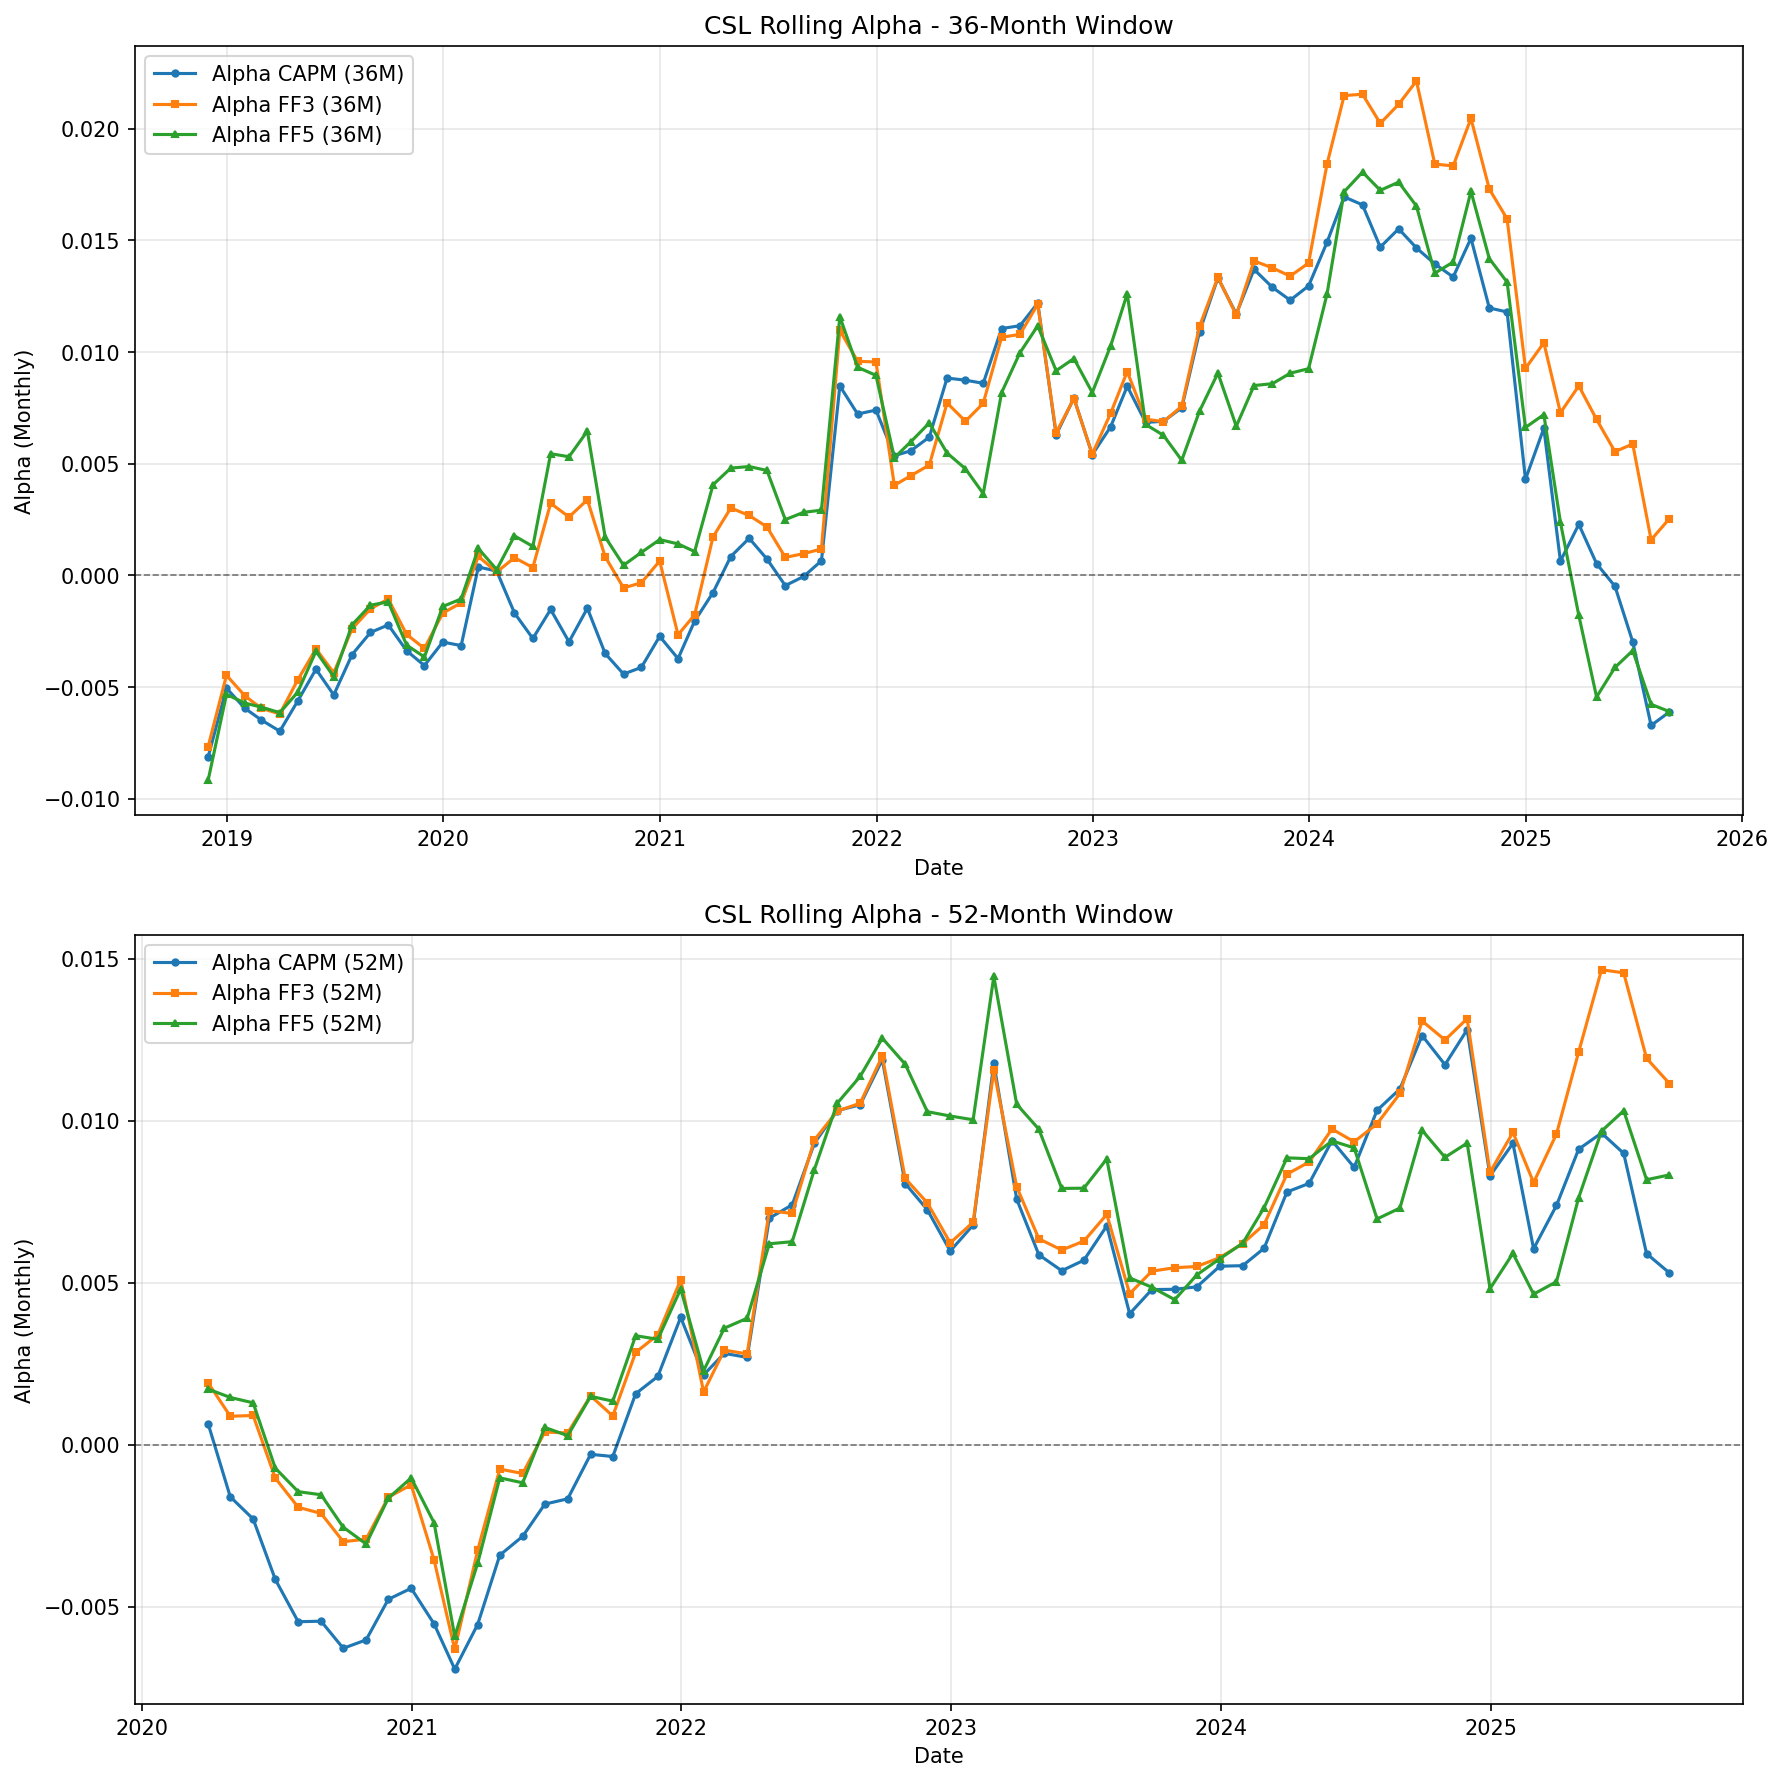 CSL Rolling Alpha - 36-Month Window
Alpha CAPM (36M)
Alpha FF3 (36M)
Alpha FF5 (36M)
0.020
0.015
0.010
0.005
0.000
−0.005
−0.010
Alpha (Monthly)
2019 2020 2021 2022 2023 2024 2025 2026
Date
CSL Rolling Alpha - 52-Month Window
Alpha CAPM (52M)
Alpha FF3 (52M)
Alpha FF5 (52M)
0.015
0.010
0.005
0.000
−0.005
Alpha (Monthly)
2020 2021 2022 2023 2024 2025
Date